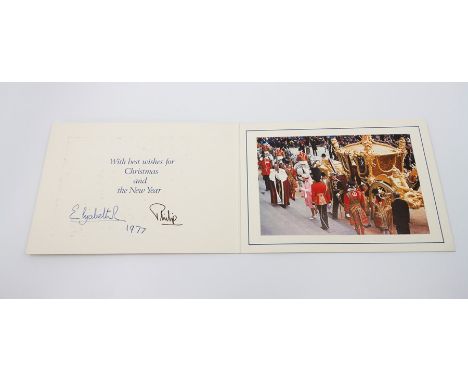 With best wishes for
Christmas
and
the New Year
Elizabeth R
Philip
1977